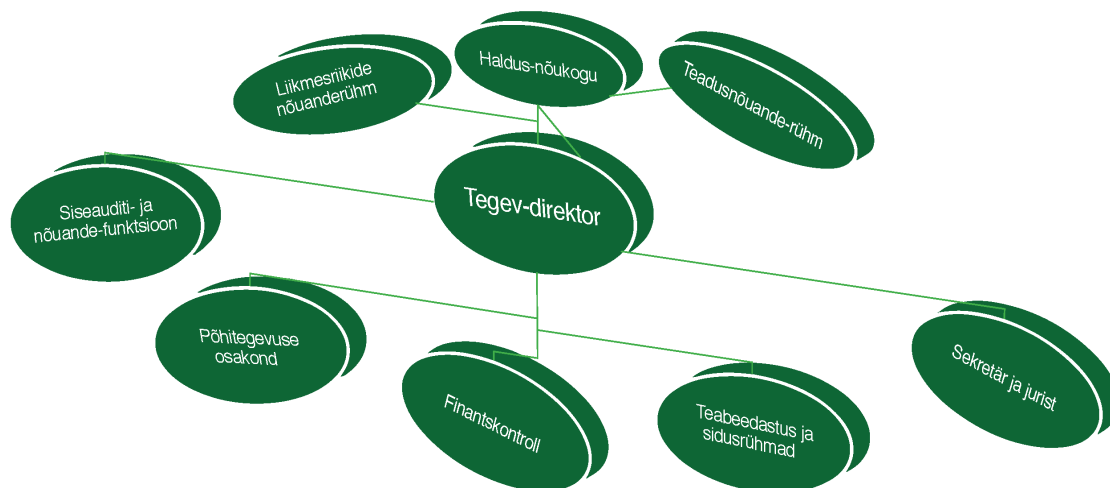 Liikmesriikide
nõuanderühm
Haldus-nõukogu
Teadusnõuande-rühm
Tegev-direktor
Siseauditi- ja
nõuande-funktsioon
Põhitegevuse
osakond
Finantskontroll
Teabeedastus ja
sidusrühmad
Sekretär ja jurist